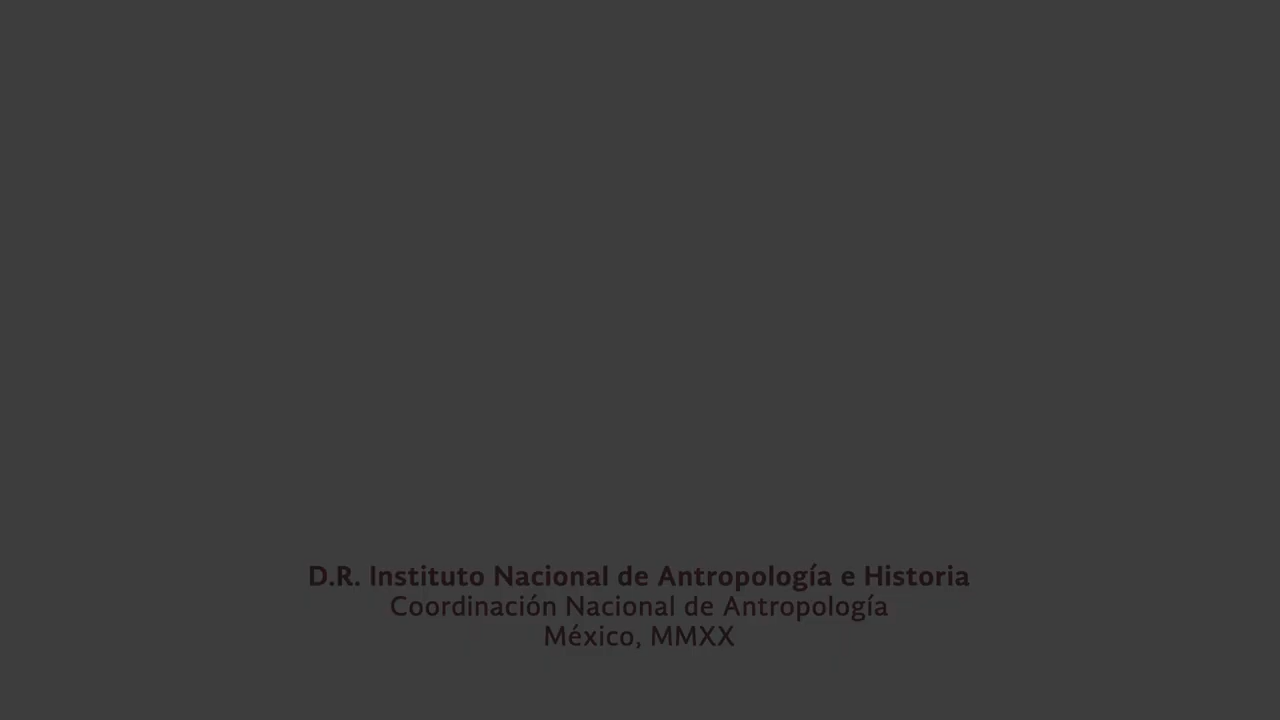 D.R. Instituto Nacional de Antropología e Historia
Coordinación Nacional de Antropología
México, MMXX